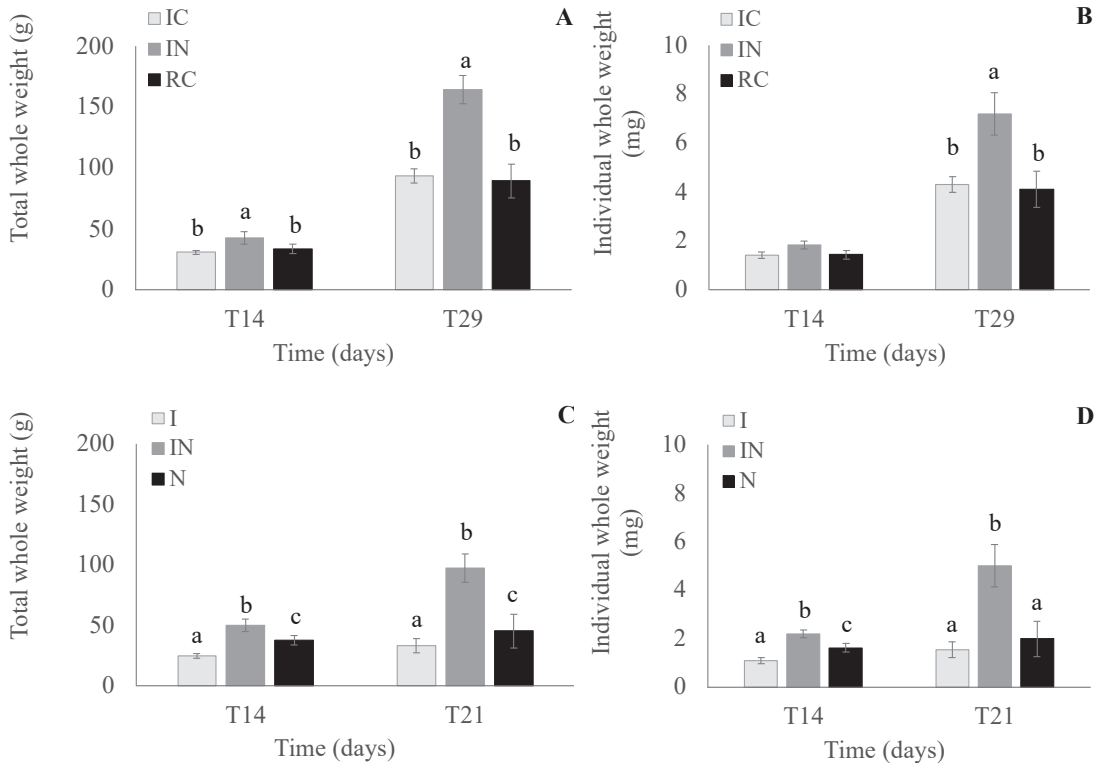 A
IC
IN
RC
Total whole weight (g)
200
150
100
50
0
b
a
b
b
a
b
T14
T29
Time (days)
B
IC
IN
RC
Individual whole weight
(mg)
10
8
6
4
2
0
b
a
b
T14
T29
Time (days)
C
I
IN
N
Total whole weight (g)
200
150
100
50
0
a
b
c
a
b
c
T14
T21
Time (days)
D
I
IN
N
Individual whole weight
(mg)
10
8
6
4
2
0
a
b
c
a
b
a
T14
T21
Time (days)